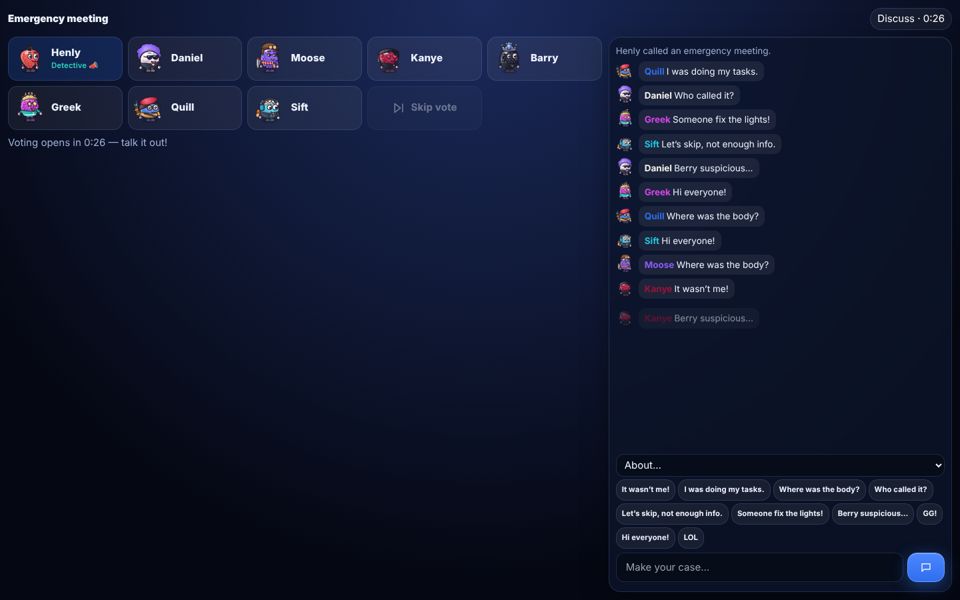 Emergency meeting
Discuss · 0:26
Henly
Detective
Daniel
Moose
Kanye
Barry
Greek
Quill
Sift
Skip vote
Voting opens in 0:26 — talk it out!
Henly called an emergency meeting.
Quill I was doing my tasks.
Daniel Who called it?
Greek Someone fix the lights!
Sift Let's skip, not enough info.
Daniel Berry suspicious...
Greek Hi everyone!
Quill Where was the body?
Sift Hi everyone!
Moose Where was the body?
Kanye It wasn't me!
Kanye Berry suspicious...
About...
It wasn't me! I was doing my tasks. Where was the body? Who called it?
Let's skip, not enough info. Someone fix the lights! Berry suspicious... GG!
Hi everyone! LOL
Make your case...